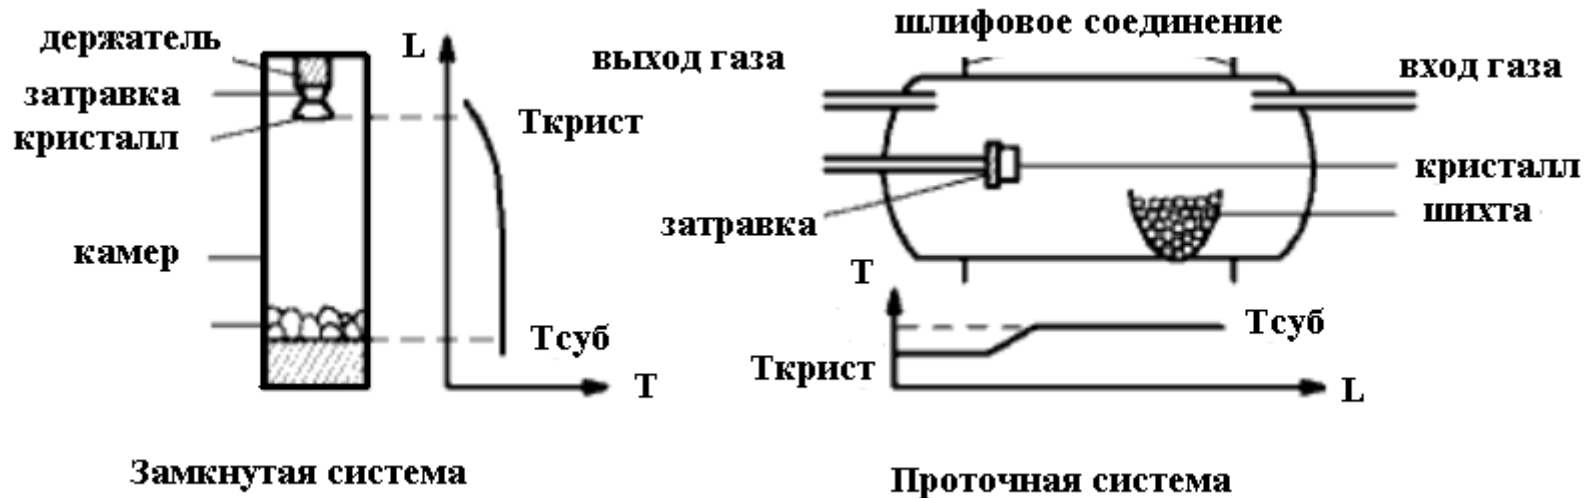 держатель
затравка
кристалл
камер
L
Ткрист
Тсуб
T
Замкнутая система
шлифовое соединение
выход газа
вход газа
кристалл
шихта
затравка
T
Тсуб
Ткрист
L
Проточная система